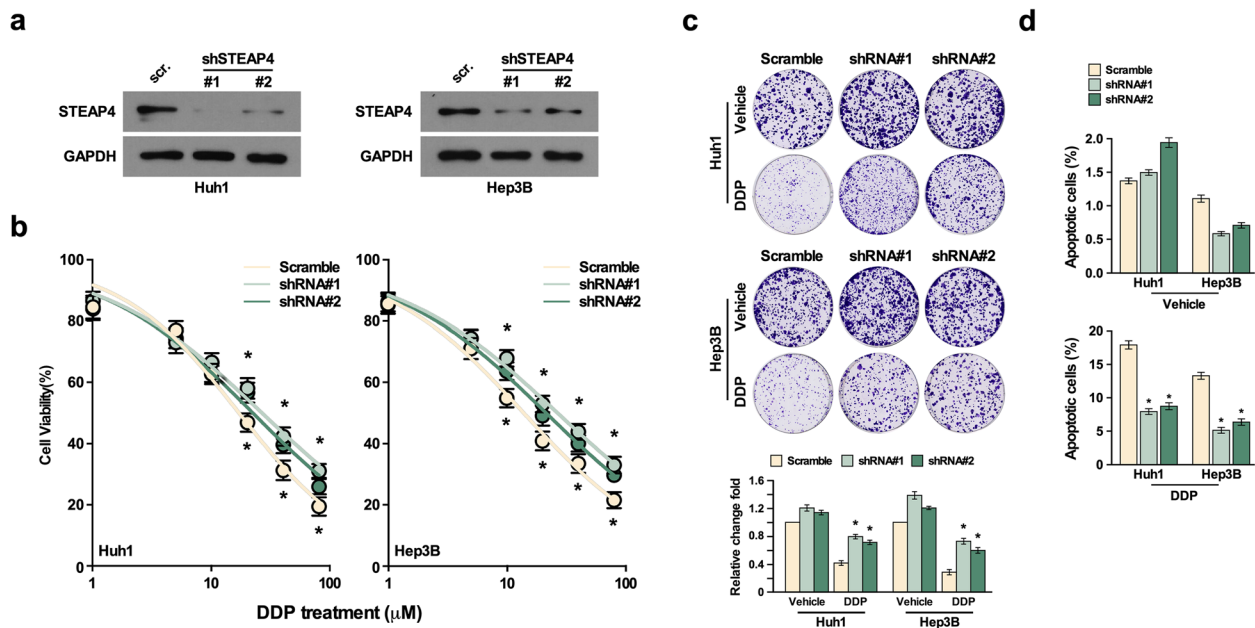 a
scr.
shSTEAP4
#1 #2
STEAP4
GAPDH
Huh1
scr.
shSTEAP4
#1 #2
STEAP4
GAPDH
Hep3B
b
Cell Viability(%)
100
80
60
40
20
0
Scramble
shRNA#1
shRNA#2
* * * * * *
Huh1
1 10 100
100
80
60
40
20
0
Scramble
shRNA#1
shRNA#2
* * * * * * * *
Hep3B
1 10 100
DDP treatment (μM)
c
Scramble shRNA#1 shRNA#2
Huh1
Vehicle
DDP
Scramble shRNA#1 shRNA#2
Hep3B
Vehicle
DDP
Scramble shRNA#1 shRNA#2
Relative change fold
1.6
1.2
0.8
0.4
0
* * * *
Vehicle DDP Vehicle DDP
Huh1 Hep3B
d
Scramble
shRNA#1
shRNA#2
Apoptotic cells (%)
2.0
1.5
1.0
0.5
0.0
Huh1 Hep3B
Vehicle
Apoptotic cells (%)
20
15
10
5
0
* * * *
Huh1 Hep3B
DDP